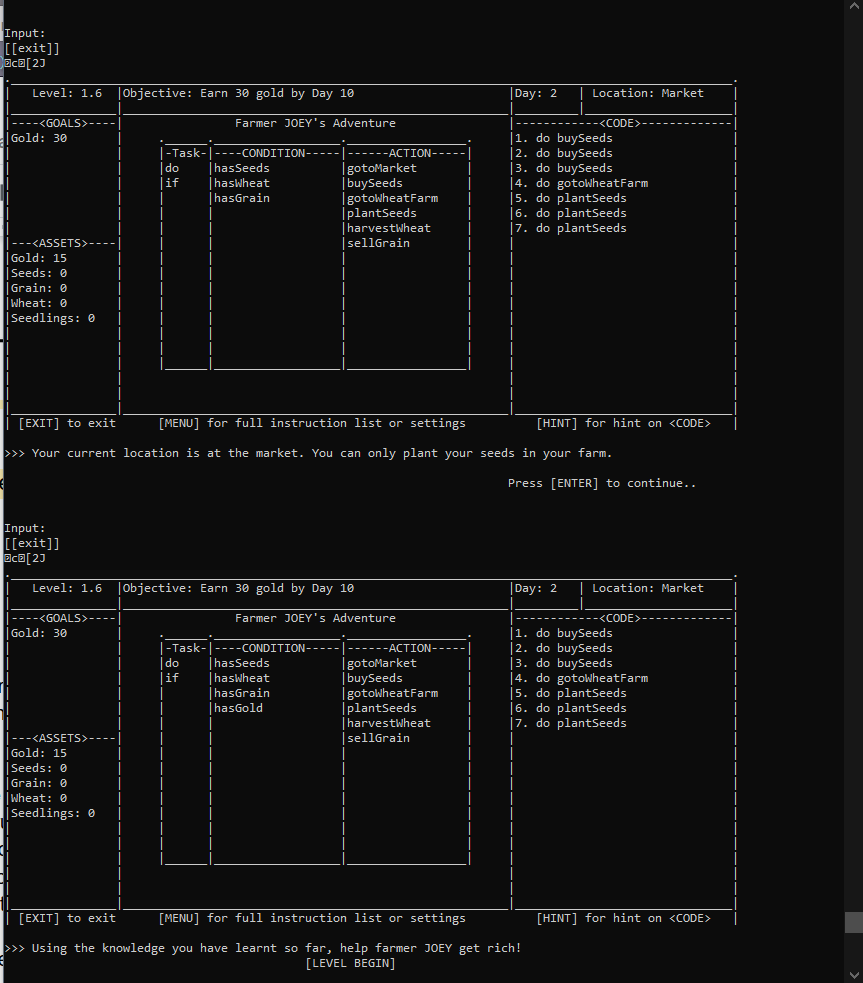 Input:
[[exit]]
c[2J
Level: 1.6 |Objective: Earn 30 gold by Day 10 |Day: 2 | Location: Market
|----<GOALS>----| Farmer JOEY's Adventure |------------<CODE>-------------|
|Gold: 30 |1. do buySeeds
|-Task-|----CONDITION-----|------ACTION-----| |2. do buySeeds
|do |hasSeeds |gotoMarket |3. do buySeeds
|if |hasWheat |buySeeds |4. do gotoWheatFarm
|hasGrain |gotoWheatFarm |5. do plantSeeds
|plantSeeds |6. do plantSeeds
|harvestWheat |7. do plantSeeds
|---<ASSETS>----| |sellGrain
|Gold: 15
|Seeds: 0
|Grain: 0
|Wheat: 0
|Seedlings: 0
| [EXIT] to exit [MENU] for full instruction list or settings [HINT] for hint on <CODE> |
>>> Your current location is at the market. You can only plant your seeds in your farm.
Press [ENTER] to continue..
Input:
[[exit]]
c[2J
Level: 1.6 |Objective: Earn 30 gold by Day 10 |Day: 2 | Location: Market
|----<GOALS>----| Farmer JOEY's Adventure |------------<CODE>-------------|
|Gold: 30 |1. do buySeeds
|-Task-|----CONDITION-----|------ACTION-----| |2. do buySeeds
|do |hasSeeds |gotoMarket |3. do buySeeds
|if |hasWheat |buySeeds |4. do gotoWheatFarm
|hasGrain |gotoWheatFarm |5. do plantSeeds
|hasGold |plantSeeds |6. do plantSeeds
|harvestWheat |7. do plantSeeds
|---<ASSETS>----| |sellGrain
|Gold: 15
|Seeds: 0
|Grain: 0
|Wheat: 0
|Seedlings: 0
| [EXIT] to exit [MENU] for full instruction list or settings [HINT] for hint on <CODE> |
>>> Using the knowledge you have learnt so far, help farmer JOEY get rich!
[LEVEL BEGIN]